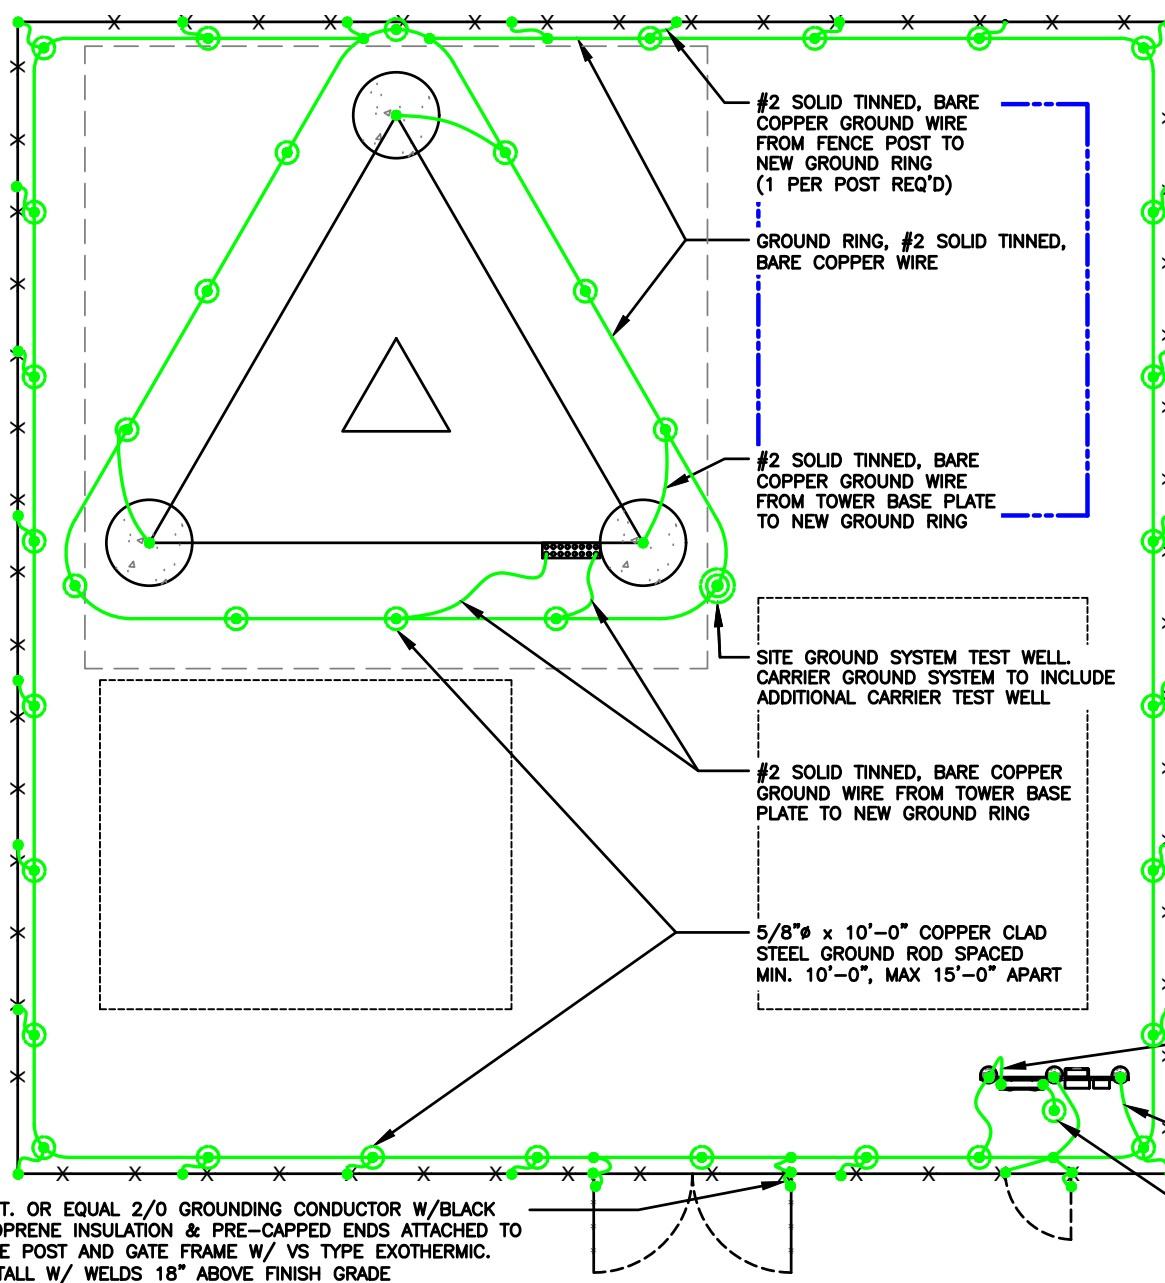 #2 SOLID TINNED, BARE
COPPER GROUND WIRE
FROM FENCE POST TO
NEW GROUND RING
(1 PER POST REQ'D)
GROUND RING, #2 SOLID TINNED,
BARE COPPER WIRE
#2 SOLID TINNED, BARE
COPPER GROUND WIRE
FROM TOWER BASE PLATE
TO NEW GROUND RING
SITE GROUND SYSTEM TEST WELL.
CARRIER GROUND SYSTEM TO INCLUDE
ADDITIONAL CARRIER TEST WELL
#2 SOLID TINNED, BARE COPPER
GROUND WIRE FROM TOWER BASE
PLATE TO NEW GROUND RING
5/8"ø x 10'-0" COPPER CLAD
STEEL GROUND ROD SPACED
MIN. 10'-0", MAX 15'-0" APART
T. OR EQUAL 2/0 GROUNDING CONDUCTOR W/BLACK
OPRENE INSULATION & PRE-CAPPED ENDS ATTACHED TO
E POST AND GATE FRAME W/ VS TYPE EXOTHERMIC.
TALL W/ WELDS 18" ABOVE FINISH GRADE